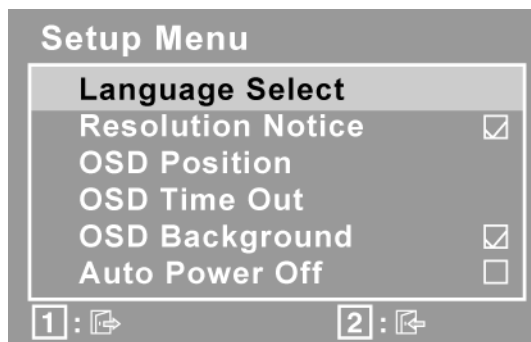 Setup Menu
Language Select
Resolution Notice
OSD Position
OSD Time Out
OSD Background
Auto Power Off
1 : 2 :